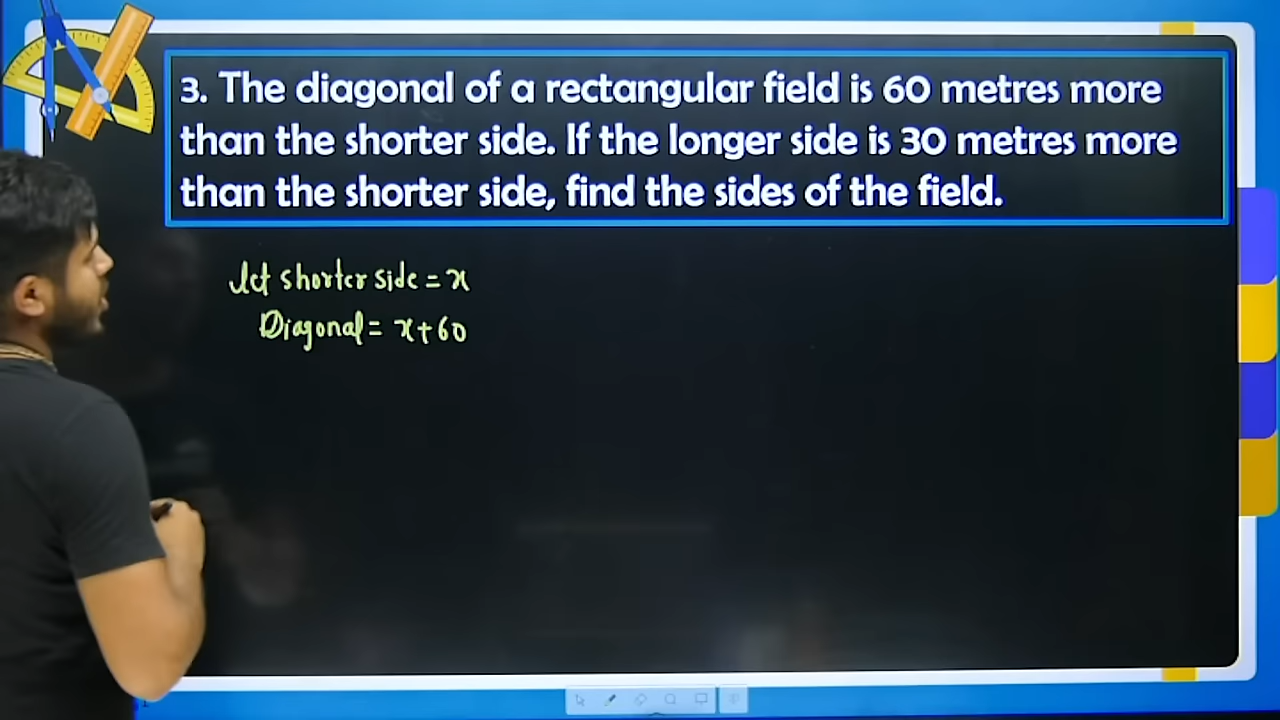 3. The diagonal of a rectangular field is 60 metres more
than the shorter side. If the longer side is 30 metres more
than the shorter side, find the sides of the field.
Let shorter side = x
Diagonal = x+60